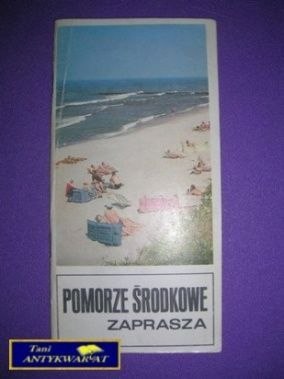 POMORZE ŚRODKOWE
ZAPRASZA
Tani
ANTYKWARIAT